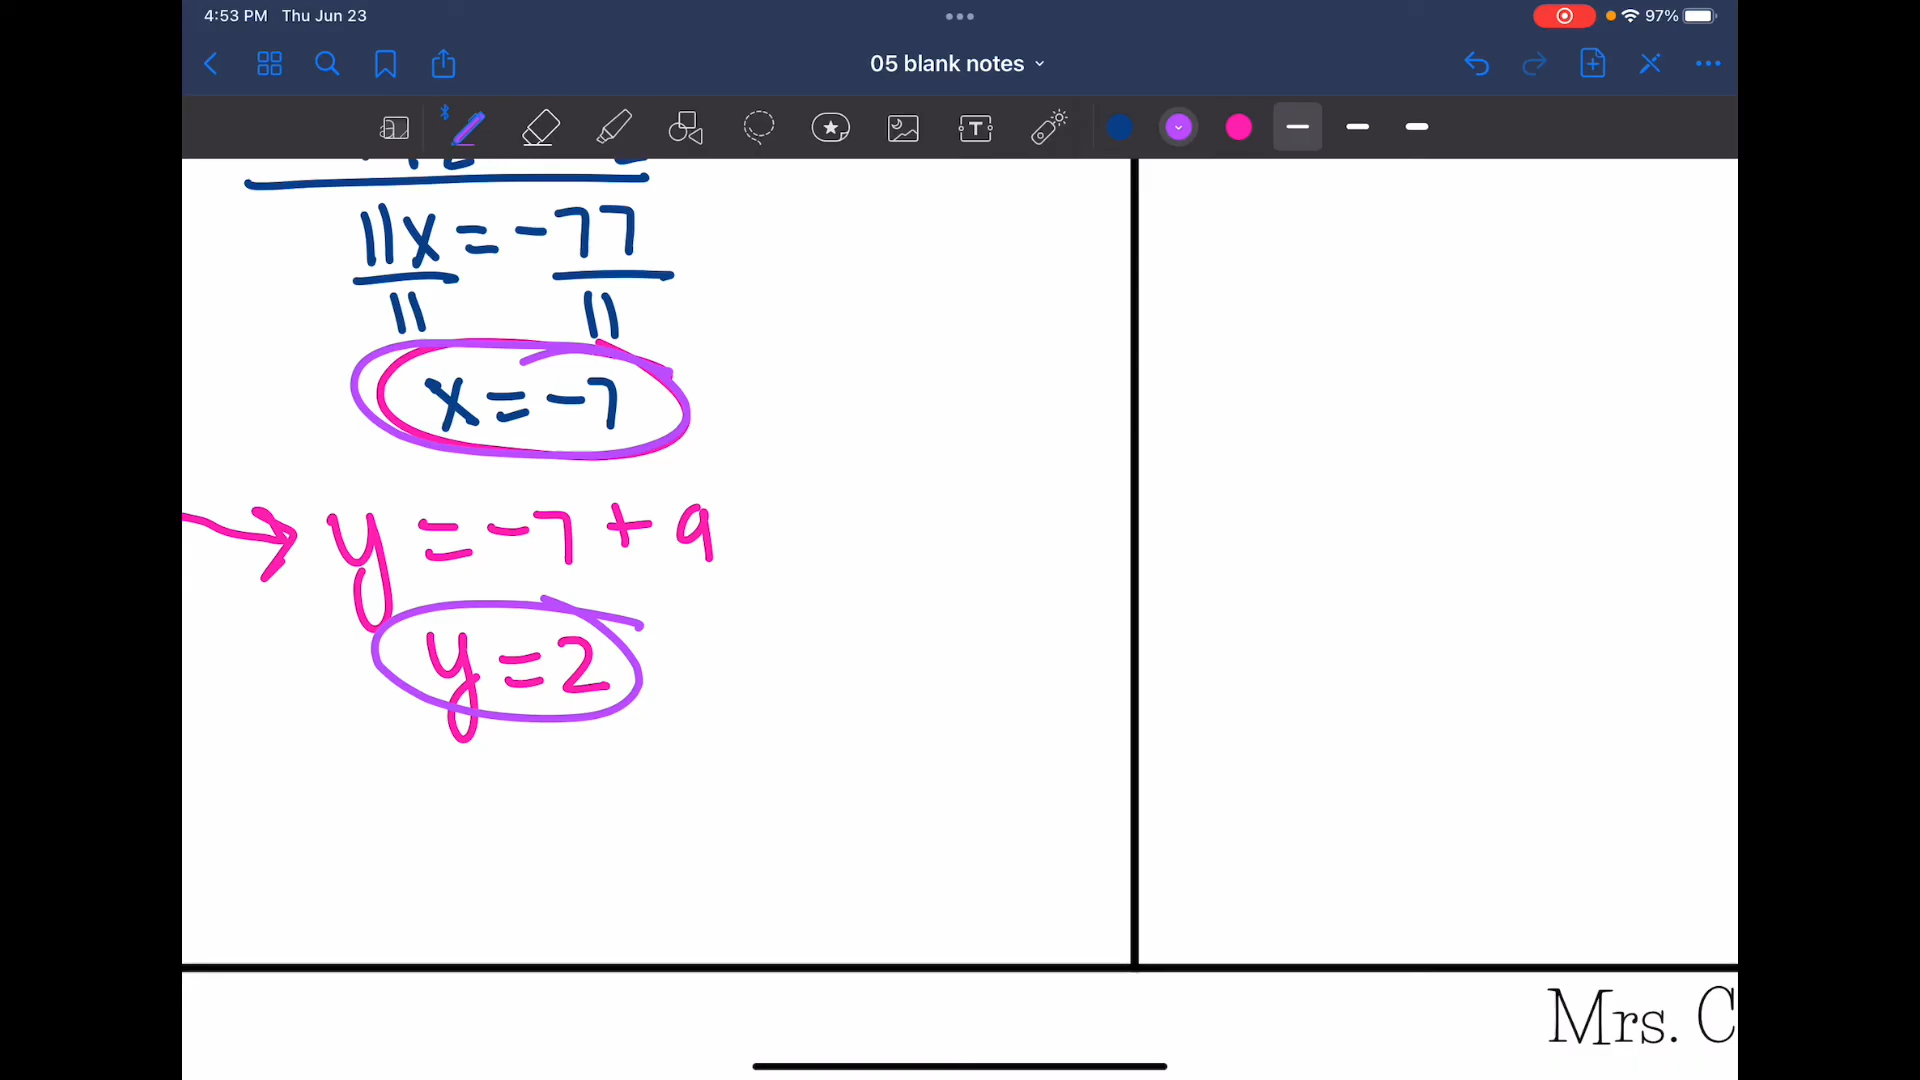 4:53 PM Thu Jun 23
97%
05 blank notes
11x = -77
11 11
x = -7
y = -7 + 9
y = 2
Mrs. C